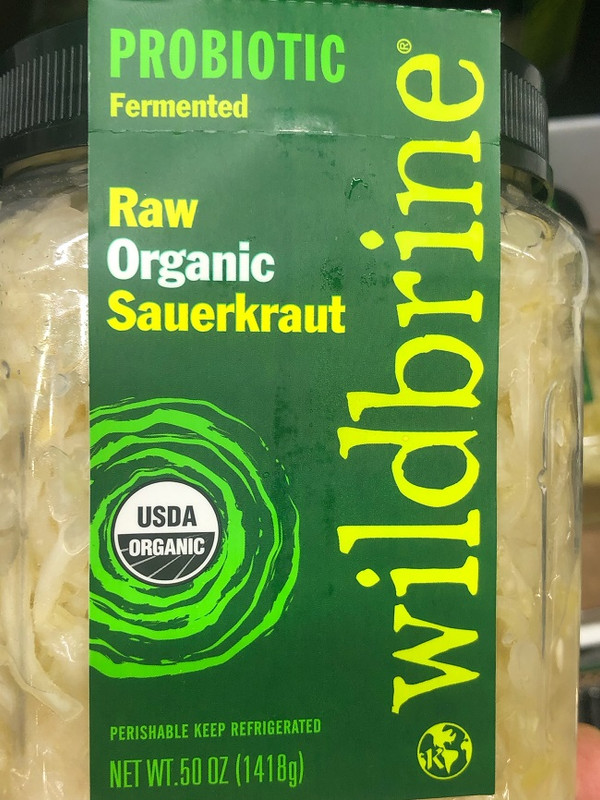 PROBIOTIC
Fermented
Raw
Organic
Sauerkraut
wildbrine®
USDA
ORGANIC
PERISHABLE KEEP REFRIGERATED
NET WT.50 OZ (1418g)
K